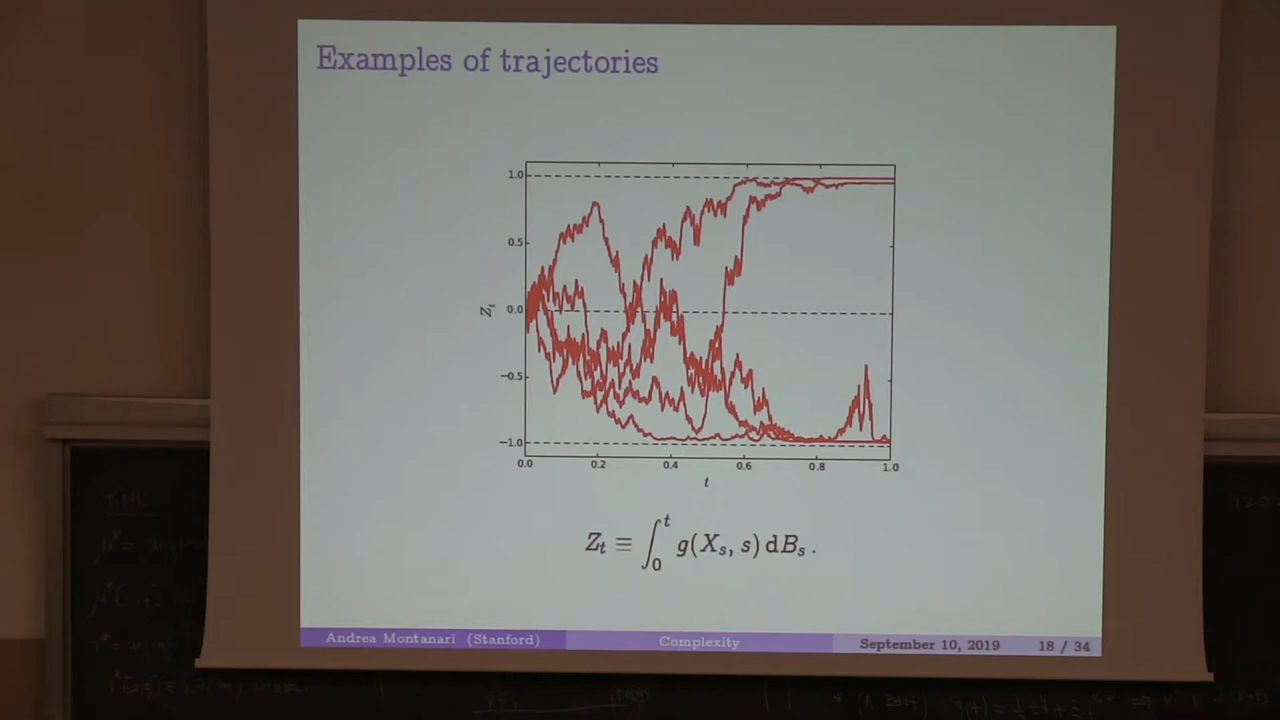 Examples of trajectories
1.0
0.5
0.0
−0.5
−1.0
Z_t
0.0 0.2 0.4 0.6 0.8 1.0
t
Z_t ≡ ∫_0^t g(X_s, s) dB_s .
Andrea Montanari (Stanford) Complexity September 10, 2019 18 / 34